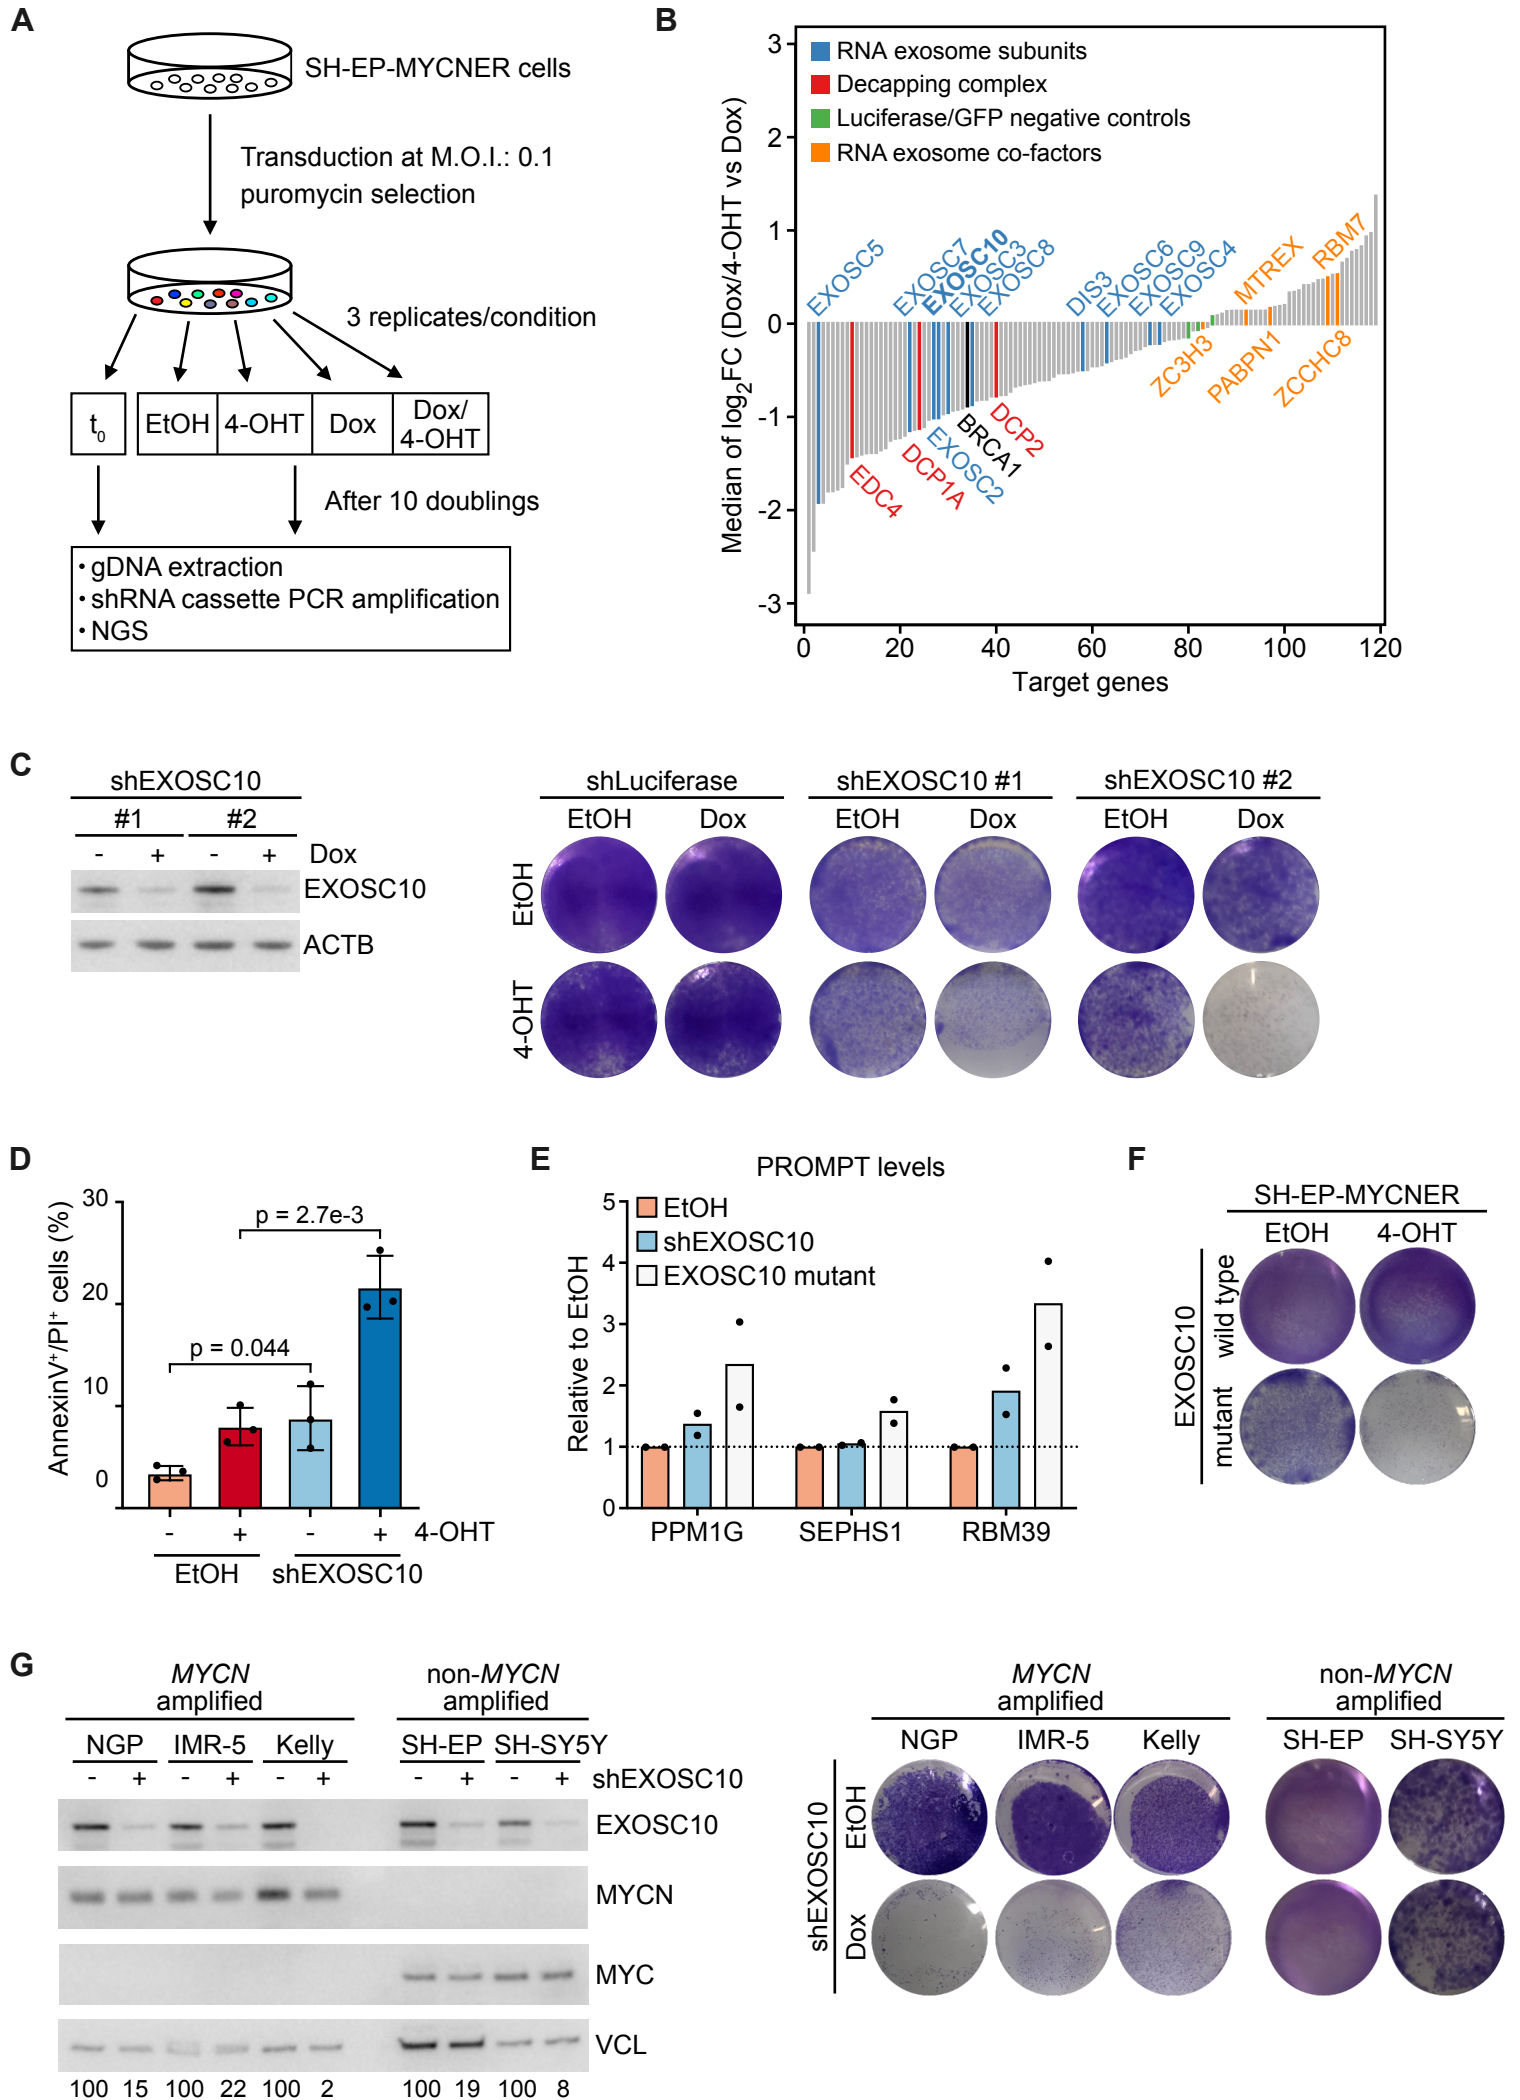 A
SH-EP-MYCNER cells
Transduction at M.O.I.: 0.1
puromycin selection
3 replicates/condition
t0
EtOH
4-OHT
Dox
Dox/
4-OHT
After 10 doublings
• gDNA extraction
• shRNA cassette PCR amplification
• NGS
B
Median of log2FC (Dox/4-OHT vs Dox)
3
2
1
0
-1
-2
-3
RNA exosome subunits
Decapping complex
Luciferase/GFP negative controls
RNA exosome co-factors
EXOSC5
EXOSC7
EXOSC10
EXOSC3
EXOSC8
DIS3
EXOSC6
EXOSC9
EXOSC4
MTREX
RBM7
EDC4
DCP1A
EXOSC2
BRCA1
DCP2
ZC3H3
PABPN1
ZCCHC8
0 20 40 60 80 100 120
Target genes
C
shEXOSC10
#1 #2
- + - + Dox
EXOSC10
ACTB
shLuciferase shEXOSC10 #1 shEXOSC10 #2
EtOH Dox EtOH Dox EtOH Dox
EtOH
4-OHT
D
AnnexinV+/PI+ cells (%)
30
20
10
0
p = 2.7e-3
p = 0.044
- + - + 4-OHT
EtOH shEXOSC10
E
PROMPT levels
Relative to EtOH
5
4
3
2
1
0
EtOH
shEXOSC10
EXOSC10 mutant
PPM1G SEPHS1 RBM39
F
SH-EP-MYCNER
EtOH 4-OHT
EXOSC10
wild type
mutant
G
MYCN non-MYCN
amplified amplified
NGP IMR-5 Kelly SH-EP SH-SY5Y
- + - + - + - + - + shEXOSC10
EXOSC10
MYCN
MYC
VCL
100 15 100 22 100 2 100 19 100 8
MYCN non-MYCN
amplified amplified
NGP IMR-5 Kelly SH-EP SH-SY5Y
shEXOSC10
EtOH
Dox